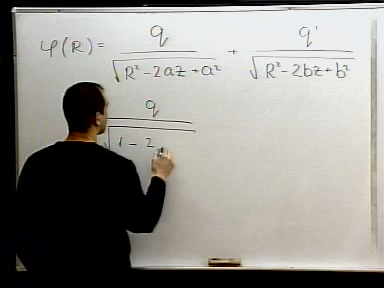 φ(R) = q / √(R² - 2az + a²) + q' / √(R² - 2bz + b²)
q / √(1 - 2